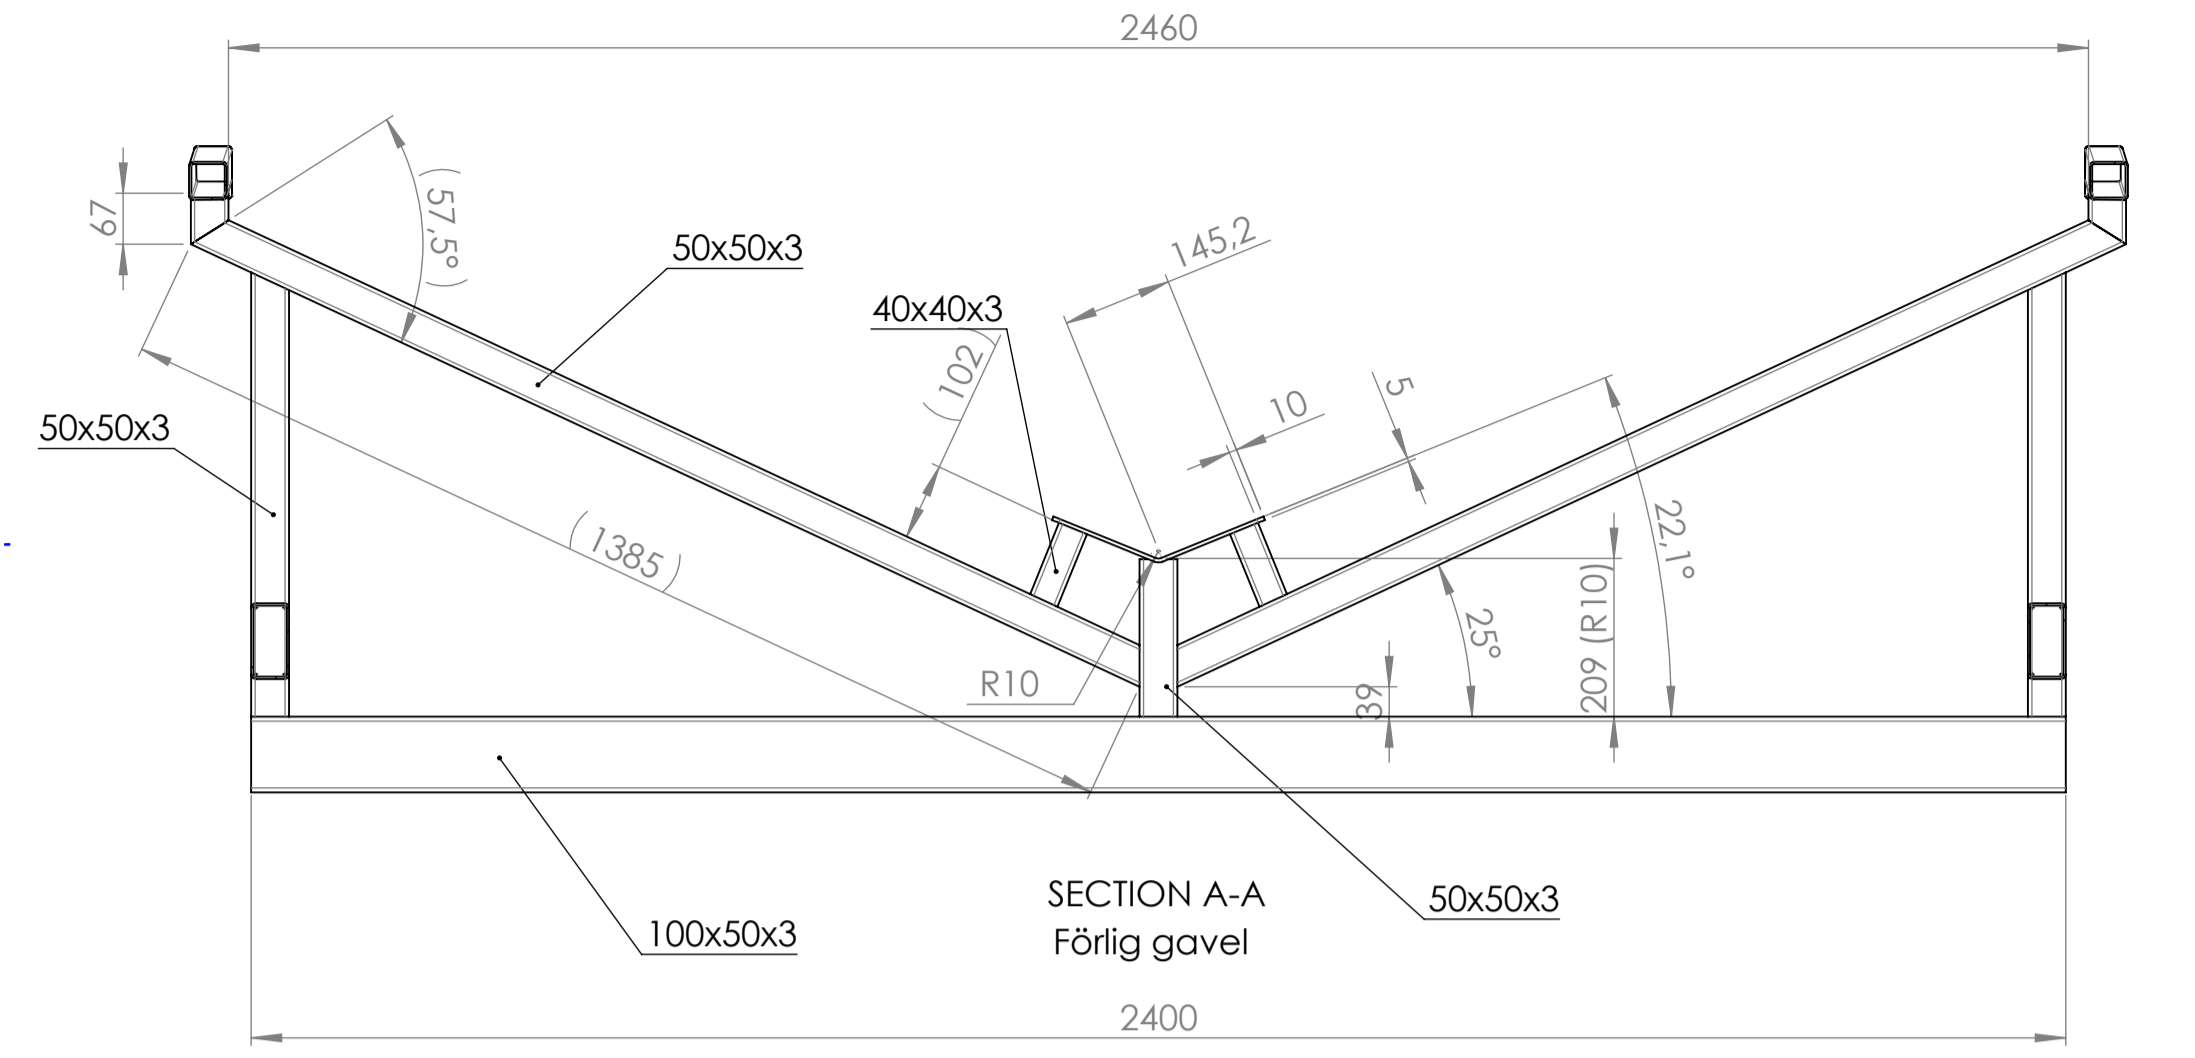 2460
67
(57,5°)
50x50x3
145,2
40x40x3
(102)
10
5
50x50x3
(1385)
22,1°
25°
209 (R10)
R10
39
SECTION A-A
Förlig gavel
50x50x3
100x50x3
2400